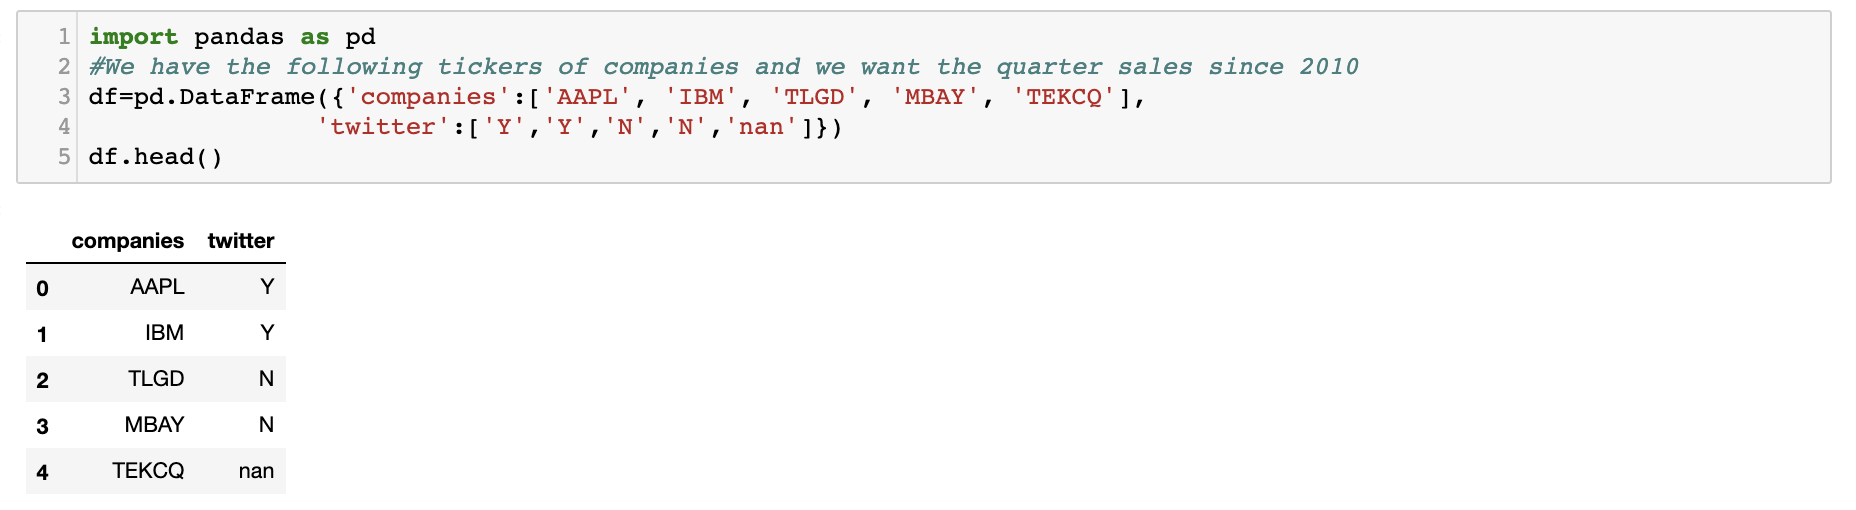 1 import pandas as pd
2 #We have the following tickers of companies and we want the quarter sales since 2010
3 df=pd.DataFrame({'companies':['AAPL', 'IBM', 'TLGD', 'MBAY', 'TEKCQ'],
4 'twitter':['Y','Y','N','N','nan']})
5 df.head()
companies twitter
0 AAPL Y
1 IBM Y
2 TLGD N
3 MBAY N
4 TEKCQ nan